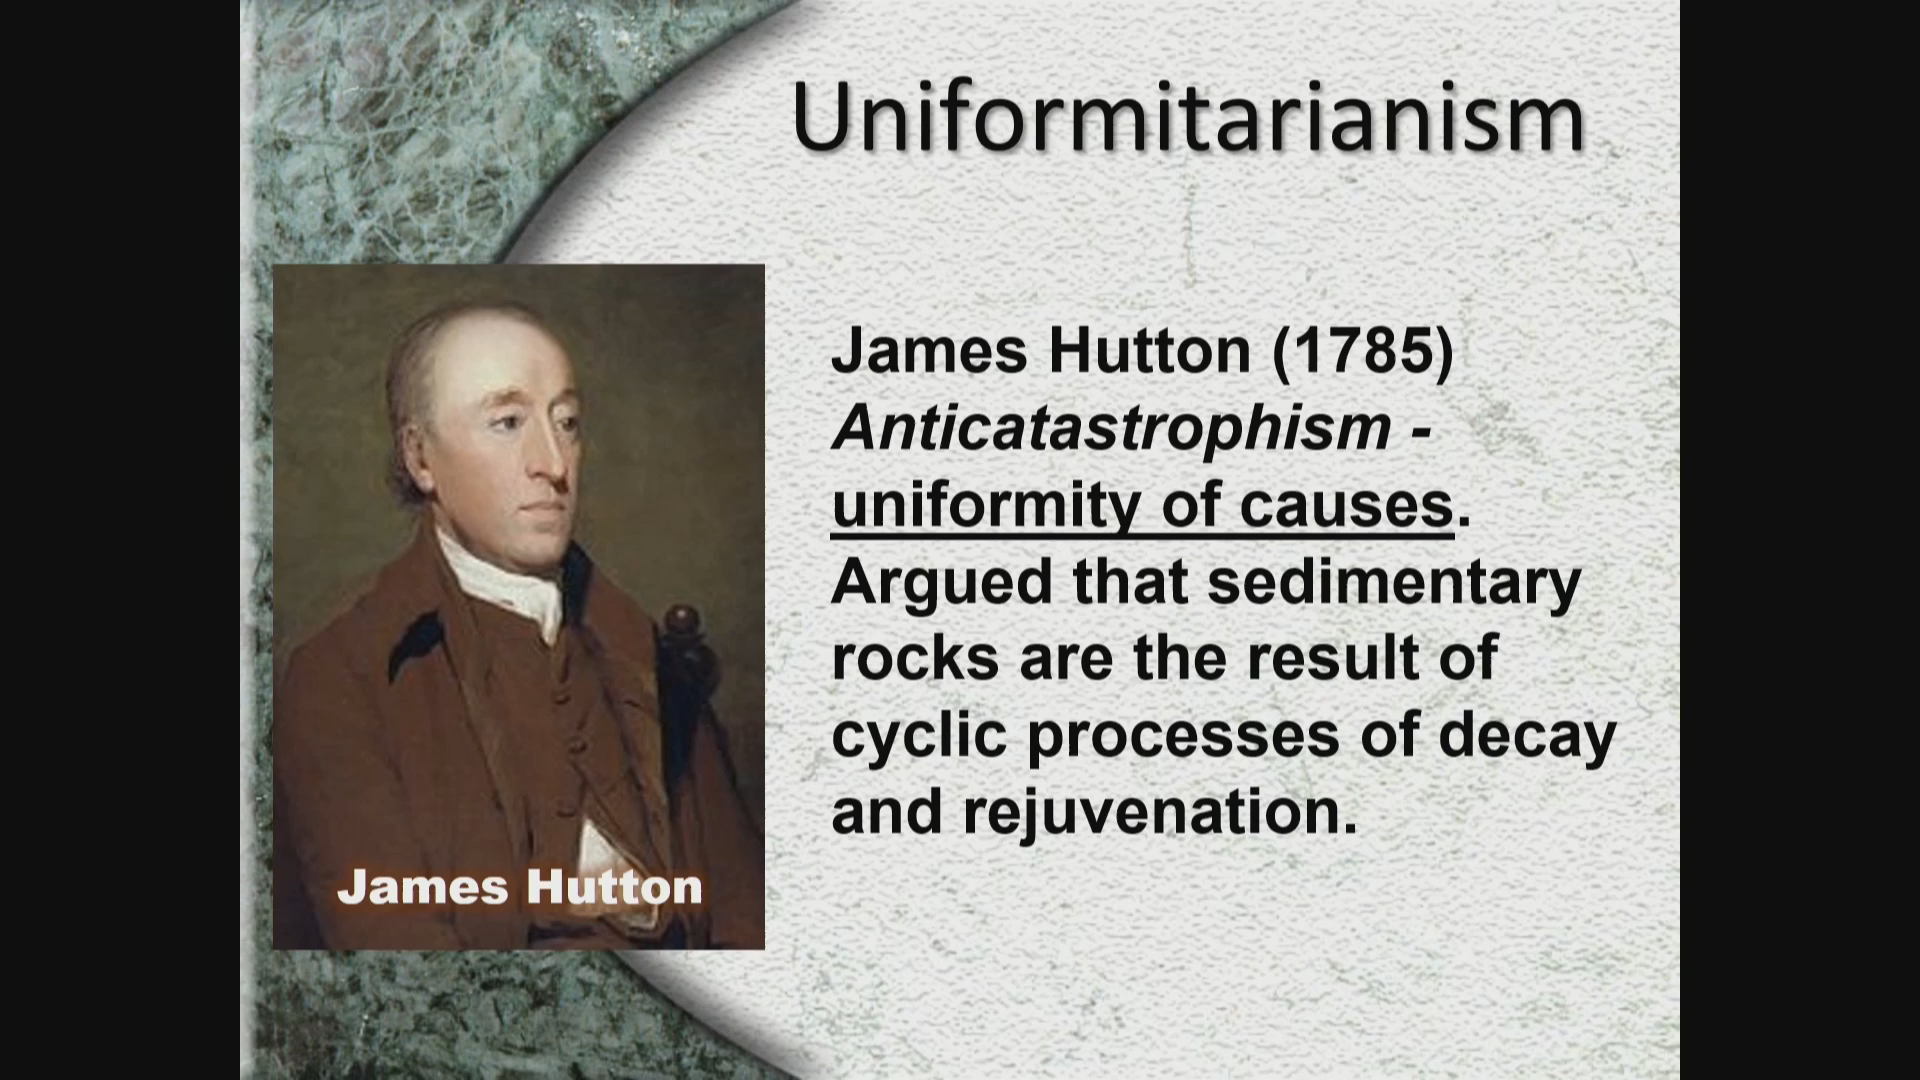 Uniformitarianism
James Hutton (1785)
Anticatastrophism -
uniformity of causes.
Argued that sedimentary
rocks are the result of
cyclic processes of decay
and rejuvenation.
James Hutton